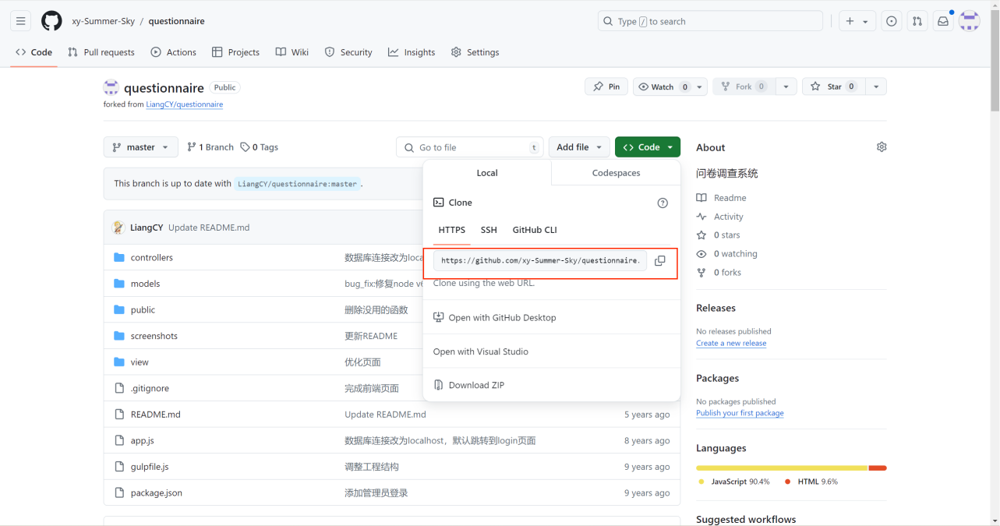 xy-Summer-Sky / questionnaire
Type / to search
Code Pull requests Actions Projects Wiki Security Insights Settings
questionnaire Public
Pin Watch 0 Fork 0 Star 0
forked from LiangCY/questionnaire
master 1 Branch 0 Tags Go to file t Add file Code
This branch is up to date with LiangCY/questionnaire:master .
Local Codespaces
Clone
HTTPS SSH GitHub CLI
https://github.com/xy-Summer-Sky/questionnaire.
Clone using the web URL.
Open with GitHub Desktop
Open with Visual Studio
Download ZIP
LiangCY Update README.md
controllers 数据库连接改为loca
models bug_fix:修复node v6
public 删除没用的函数
screenshots 更新README
view 优化页面
.gitignore 完成前端页面
README.md Update README.md 5 years ago
app.js 数据库连接改为localhost，默认跳转到login页面 8 years ago
gulpfile.js 调整工程结构 9 years ago
package.json 添加管理员登录 9 years ago
About
问卷调查系统
Readme
Activity
0 stars
0 watching
0 forks
Releases
No releases published
Create a new release
Packages
No packages published
Publish your first package
Languages
JavaScript 90.4% HTML 9.6%
Suggested workflows